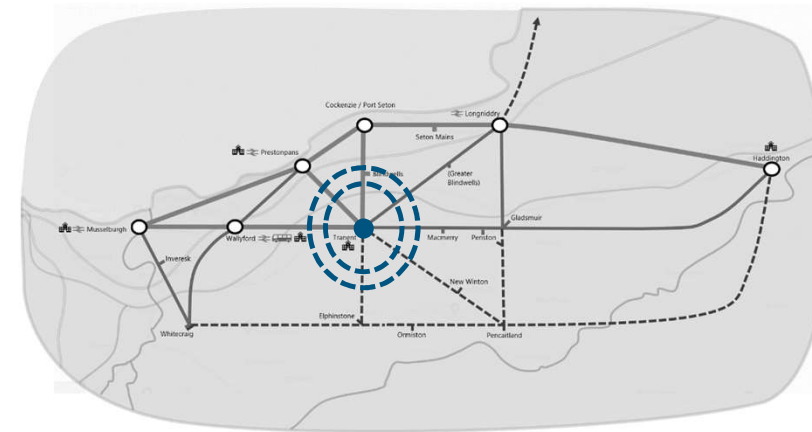 Cockenzie / Port Seton
Longniddry
Seton Mains
Prestonpans
Haddington
Blindwells
(Greater
Blindwells)
Gladsmuir
Musselburgh
Wallyford
Tranent
Macmerry
Penston
Inveresk
New Winton
Elphinstone
Whitecraig
Ormiston
Pencaitland